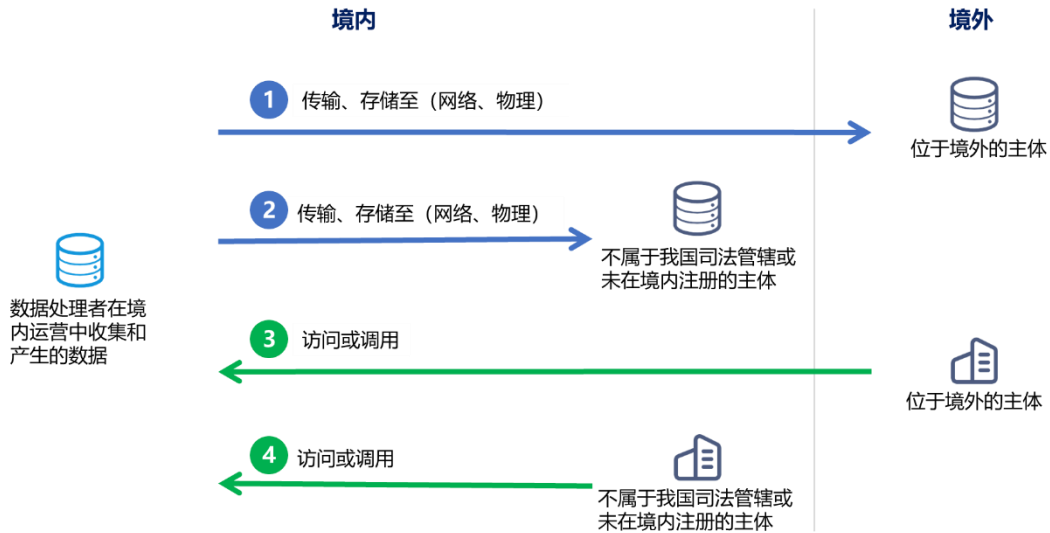 境内
境外
1 传输、存储至（网络、物理）
位于境外的主体
2 传输、存储至（网络、物理）
不属于我国司法管辖或
未在境内注册的主体
数据处理者在境
内运营中收集和
产生的数据
3 访问或调用
位于境外的主体
4 访问或调用
不属于我国司法管辖或
未在境内注册的主体